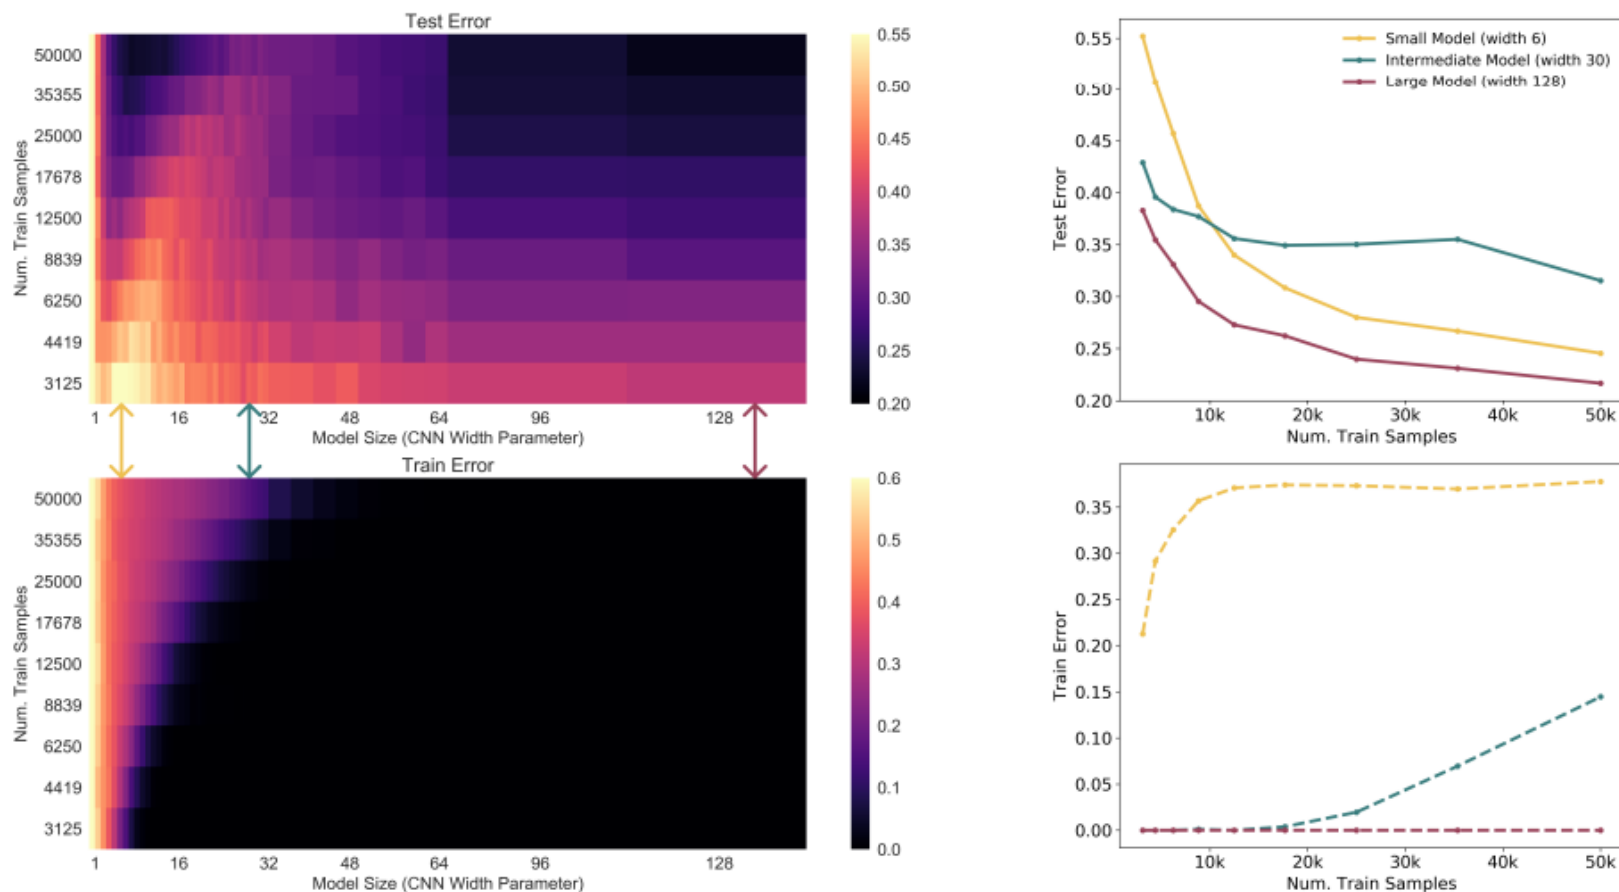 Test Error
Num. Train Samples
50000
35355
25000
17678
12500
8839
6250
4419
3125
1 16 32 48 64 96 128
Model Size (CNN Width Parameter)
0.55
0.50
0.45
0.40
0.35
0.30
0.25
0.20
Small Model (width 6)
Intermediate Model (width 30)
Large Model (width 128)
Test Error
0.55
0.50
0.45
0.40
0.35
0.30
0.25
0.20
10k 20k 30k 40k 50k
Num. Train Samples
Train Error
Num. Train Samples
50000
35355
25000
17678
12500
8839
6250
4419
3125
1 16 32 48 64 96 128
Model Size (CNN Width Parameter)
0.6
0.5
0.4
0.3
0.2
0.1
0.0
Train Error
0.35
0.30
0.25
0.20
0.15
0.10
0.05
0.00
10k 20k 30k 40k 50k
Num. Train Samples